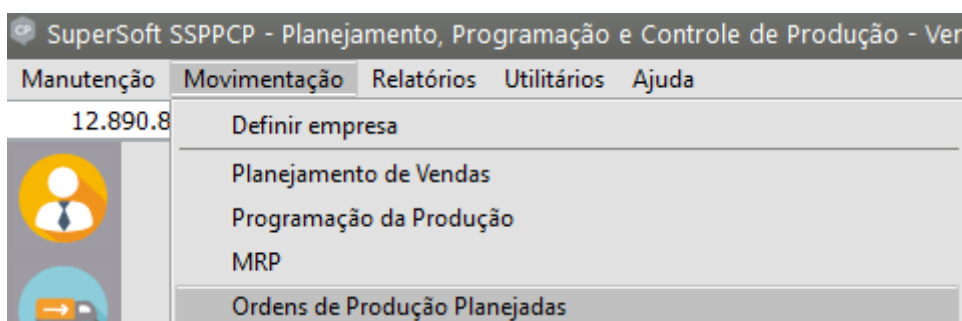 SuperSoft SSPPCP - Planejamento, Programação e Controle de Produção - Ver
Manutenção Movimentação Relatórios Utilitários Ajuda
12.890.8
Definir empresa
Planejamento de Vendas
Programação da Produção
MRP
Ordens de Produção Planejadas